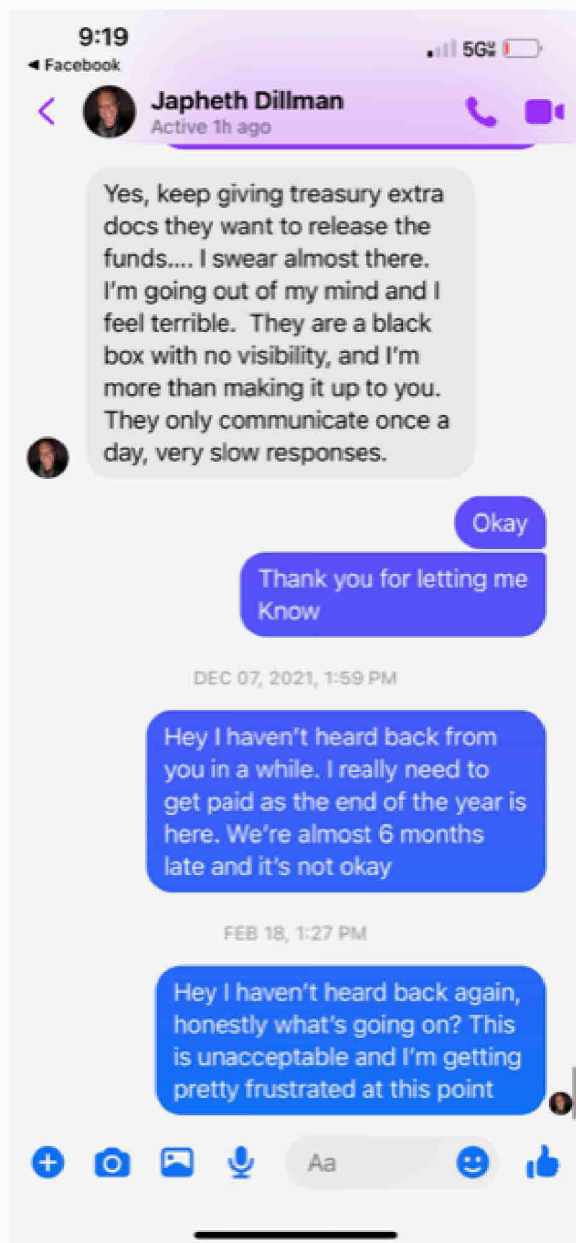 9:19
5G
◀ Facebook
Japheth Dillman
Active 1h ago
Yes, keep giving treasury extra
docs they want to release the
funds.... I swear almost there.
I'm going out of my mind and I
feel terrible.  They are a black
box with no visibility, and I'm
more than making it up to you.
They only communicate once a
day, very slow responses.
Okay
Thank you for letting me
Know
DEC 07, 2021, 1:59 PM
Hey I haven't heard back from
you in a while. I really need to
get paid as the end of the year is
here. We're almost 6 months
late and it's not okay
FEB 18, 1:27 PM
Hey I haven't heard back again,
honestly what's going on? This
is unacceptable and I'm getting
pretty frustrated at this point
Aa